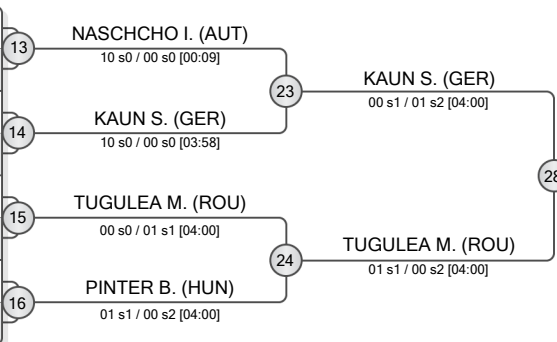 13
NASCHCHO I. (AUT)
10 s0 / 00 s0 [00:09]
23
KAUN S. (GER)
00 s1 / 01 s2 [04:00]
14
KAUN S. (GER)
10 s0 / 00 s0 [03:58]
28
15
TUGULEA M. (ROU)
00 s0 / 01 s1 [04:00]
24
TUGULEA M. (ROU)
01 s1 / 00 s2 [04:00]
16
PINTER B. (HUN)
01 s1 / 00 s2 [04:00]